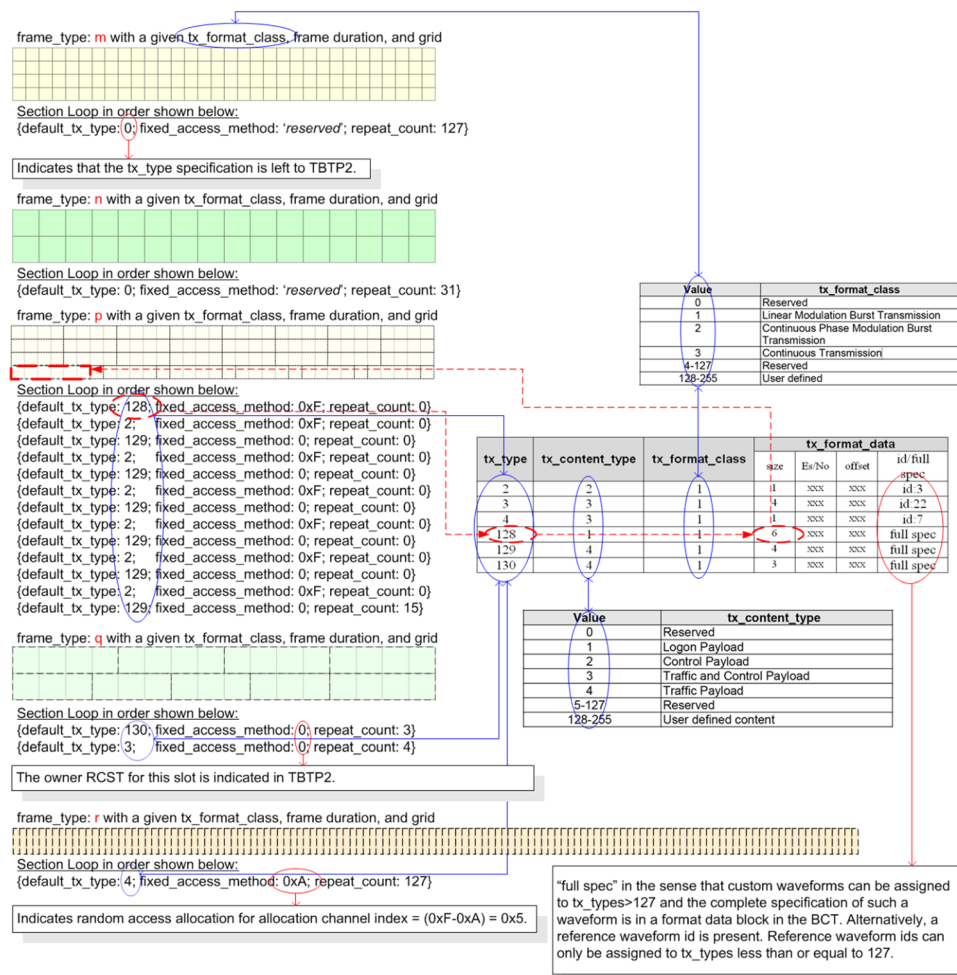 frame_type: m with a given tx_format_class, frame duration, and grid
Section Loop in order shown below:
{default_tx_type: 0; fixed_access_method: ‘reserved’; repeat_count: 127}
Indicates that the tx_type specification is left to TBTP2.
frame_type: n with a given tx_format_class, frame duration, and grid
Section Loop in order shown below:
{default_tx_type: 0; fixed_access_method: ‘reserved’; repeat_count: 31}
frame_type: p with a given tx_format_class, frame duration, and grid
Section Loop in order shown below:
{default_tx_type: 128; fixed_access_method: 0xF; repeat_count: 0}
{default_tx_type: 2; fixed_access_method: 0xF; repeat_count: 0}
{default_tx_type: 129; fixed_access_method: 0; repeat_count: 0}
{default_tx_type: 2; fixed_access_method: 0xF; repeat_count: 0}
{default_tx_type: 129; fixed_access_method: 0; repeat_count: 0}
{default_tx_type: 2; fixed_access_method: 0xF; repeat_count: 0}
{default_tx_type: 129; fixed_access_method: 0; repeat_count: 0}
{default_tx_type: 2; fixed_access_method: 0xF; repeat_count: 0}
{default_tx_type: 129; fixed_access_method: 0; repeat_count: 0}
{default_tx_type: 2; fixed_access_method: 0xF; repeat_count: 0}
{default_tx_type: 129; fixed_access_method: 0; repeat_count: 0}
{default_tx_type: 2; fixed_access_method: 0xF; repeat_count: 0}
{default_tx_type: 129; fixed_access_method: 0; repeat_count: 15}
frame_type: q with a given tx_format_class, frame duration, and grid
Section Loop in order shown below:
{default_tx_type: 130; fixed_access_method: 0; repeat_count: 3}
{default_tx_type: 3; fixed_access_method: 0; repeat_count: 4}
The owner RCST for this slot is indicated in TBTP2.
frame_type: r with a given tx_format_class, frame duration, and grid
Section Loop in order shown below:
{default_tx_type: 4; fixed_access_method: 0xA; repeat_count: 127}
Indicates random access allocation for allocation channel index = (0xF-0xA) = 0x5.
Value tx_format_class
0 Reserved
1 Linear Modulation Burst Transmission
2 Continuous Phase Modulation Burst
Transmission
3 Continuous Transmission
4-127 Reserved
128-255 User defined
tx_format_data
tx_type tx_content_type tx_format_class size Es/No offset id/full
spec
2 2 1 1 xxx xxx id:3
3 3 1 4 xxx xxx id:22
4 3 1 1 xxx xxx id:7
128 1 1 6 xxx xxx full spec
129 4 1 4 xxx xxx full spec
130 4 1 3 xxx xxx full spec
Value tx_content_type
0 Reserved
1 Logon Payload
2 Control Payload
3 Traffic and Control Payload
4 Traffic Payload
5-127 Reserved
128-255 User defined content
“full spec” in the sense that custom waveforms can be assigned
to tx_types>127 and the complete specification of such a
waveform is in a format data block in the BCT. Alternatively, a
reference waveform id is present. Reference waveform ids can
only be assigned to tx_types less than or equal to 127.